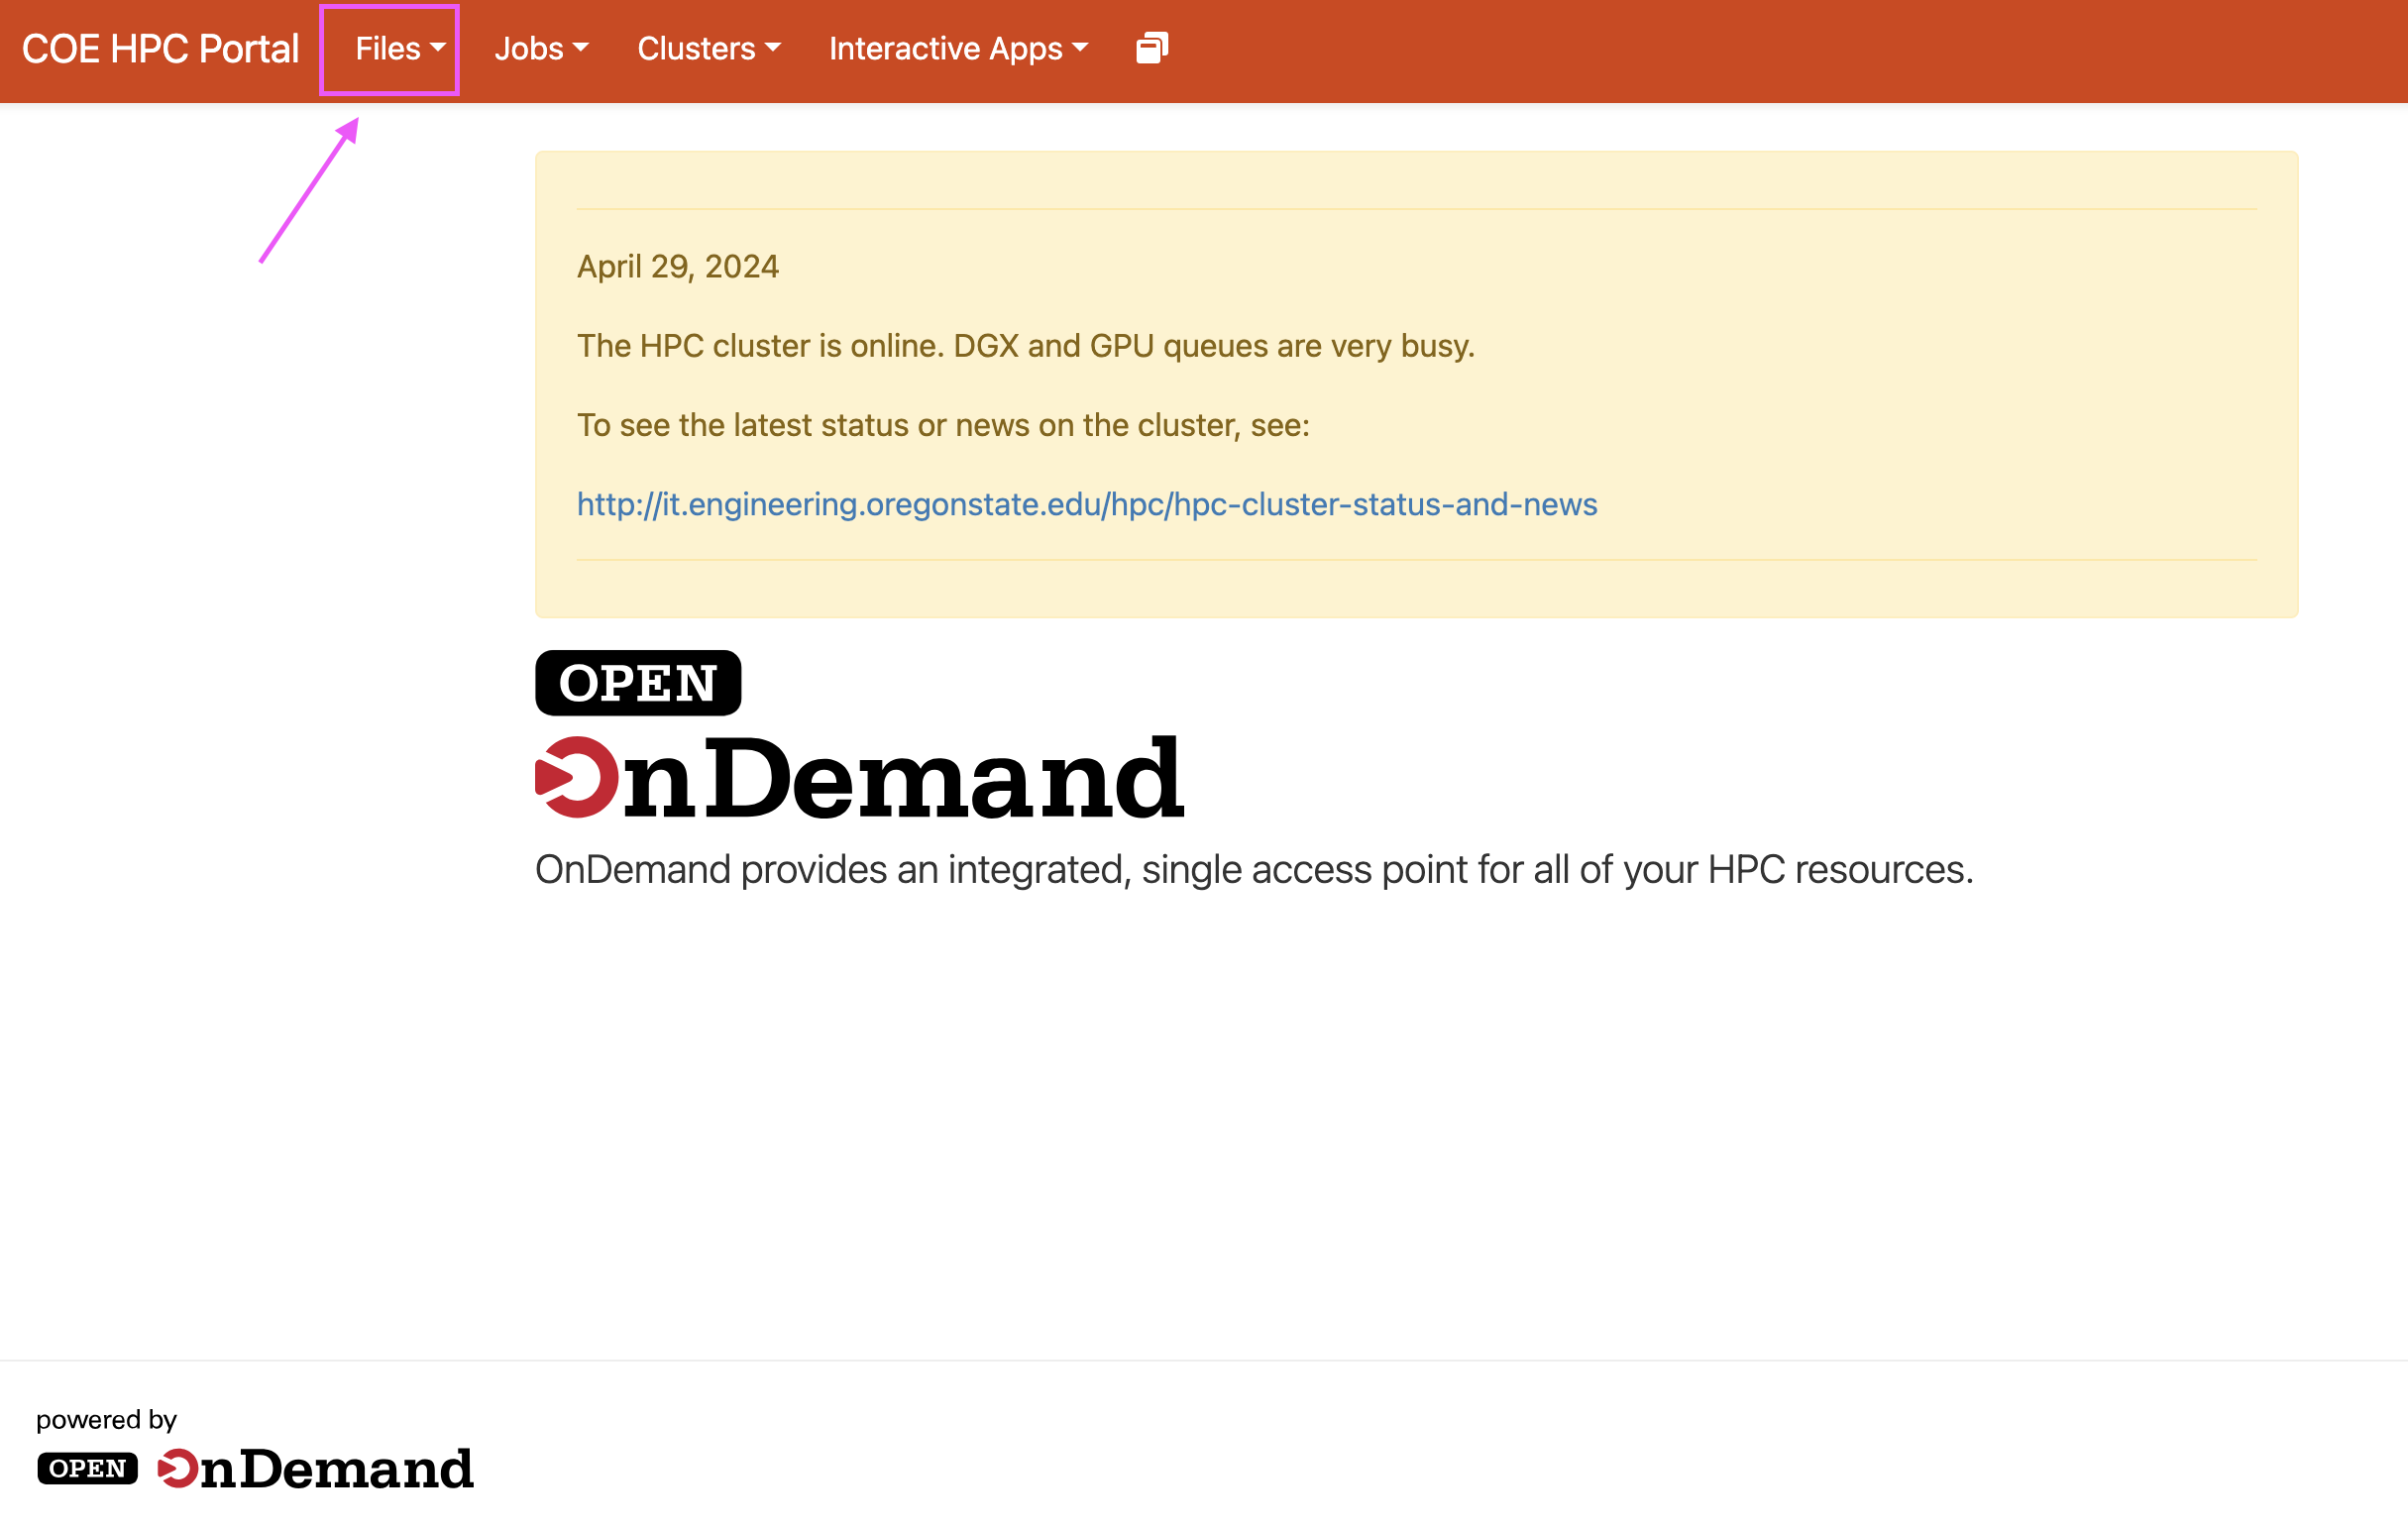 COE HPC Portal Files Jobs Clusters Interactive Apps
April 29, 2024
The HPC cluster is online. DGX and GPU queues are very busy.
To see the latest status or news on the cluster, see:
http://it.engineering.oregonstate.edu/hpc/hpc-cluster-status-and-news
OPEN
OnDemand
OnDemand provides an integrated, single access point for all of your HPC resources.
powered by
OPEN OnDemand